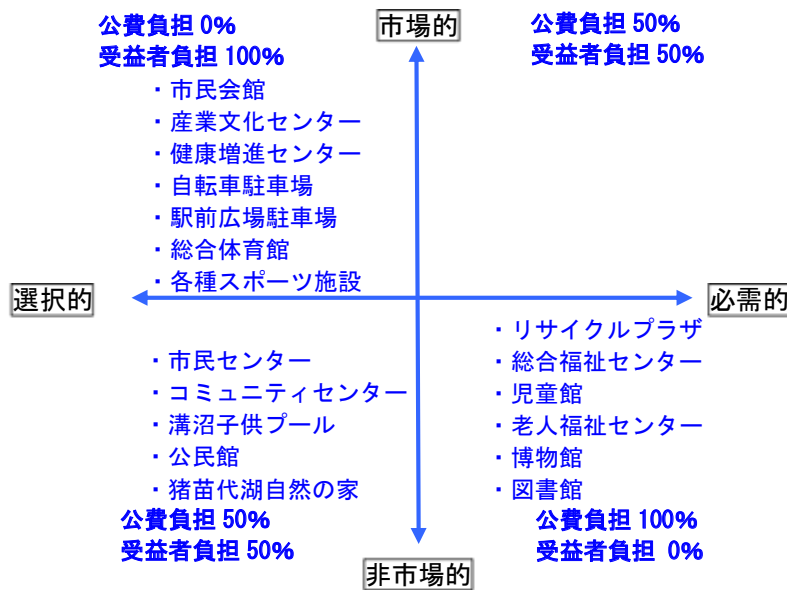 市場的
公費負担 0%
受益者負担 100%
・市民会館
・産業文化センター
・健康増進センター
・自転車駐車場
・駅前広場駐車場
・総合体育館
・各種スポーツ施設
公費負担 50%
受益者負担 50%
選択的
必需的
・市民センター
・コミュニティセンター
・溝沼子供プール
・公民館
・猪苗代湖自然の家
公費負担 50%
受益者負担 50%
・リサイクルプラザ
・総合福祉センター
・児童館
・老人福祉センター
・博物館
・図書館
公費負担 100%
受益者負担 0%
非市場的